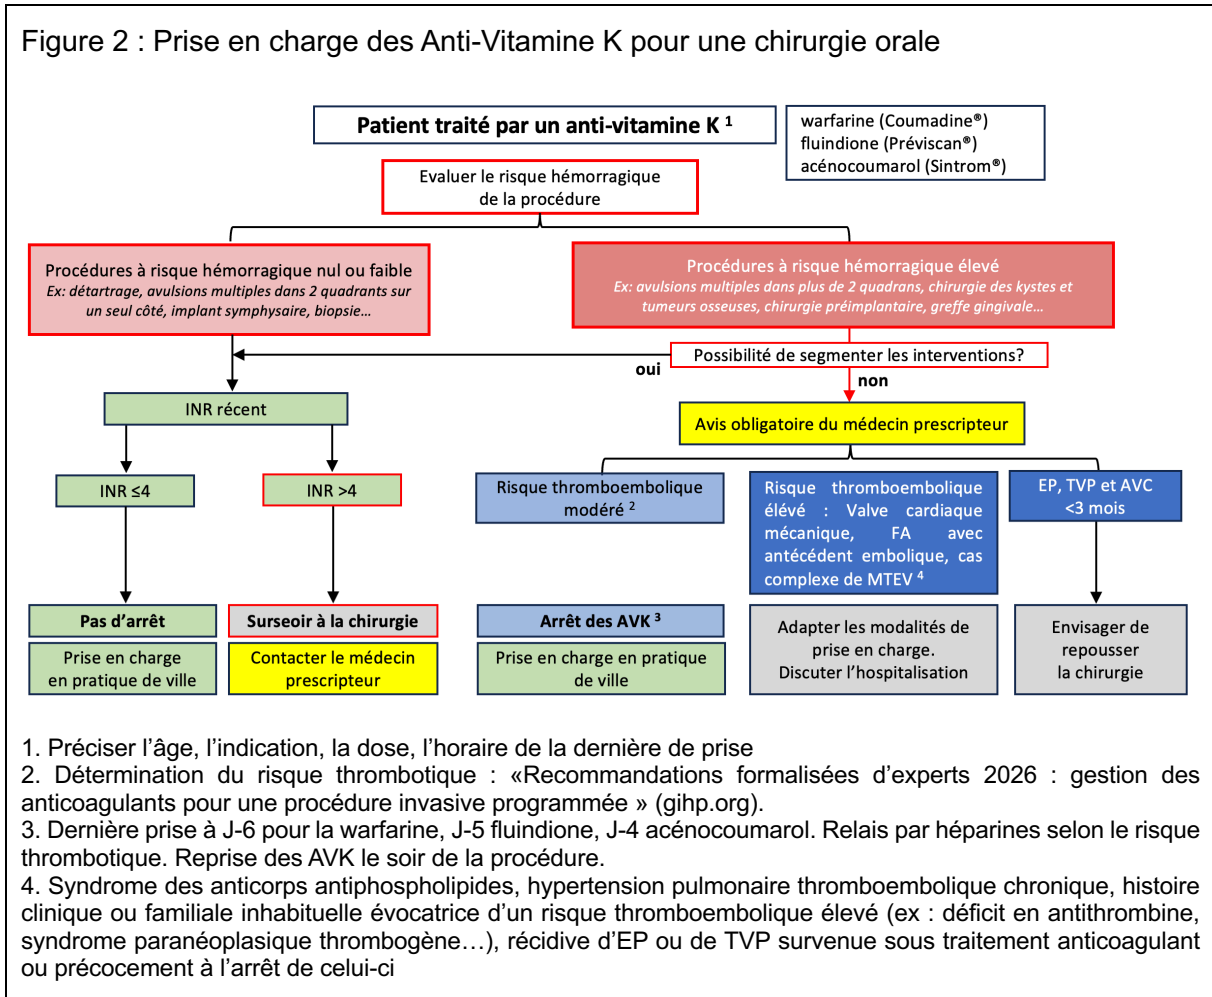 Figure 2 : Prise en charge des Anti-Vitamine K pour une chirurgie orale
Patient traité par un anti-vitamine K 1
warfarine (Coumadine®)
fluindione (Préviscan®)
acénocoumarol (Sintrom®)
Evaluer le risque hémorragique
de la procédure
Procédures à risque hémorragique nul ou faible
Ex: détartrage, avulsions multiples dans 2 quadrants sur
un seul côté, implant symphysaire, biopsie…
Procédures à risque hémorragique élevé
Ex: avulsions multiples dans plus de 2 quadrans, chirurgie des kystes et
tumeurs osseuses, chirurgie préimplantaire, greffe gingivale…
Possibilité de segmenter les interventions?
oui
non
INR récent
Avis obligatoire du médecin prescripteur
INR ≤4
INR >4
Risque thromboembolique
modéré 2
Risque thromboembolique
élévé : Valve cardiaque
mécanique, FA avec
antécédent embolique, cas
complexe de MTEV 4
EP, TVP et AVC
<3 mois
Pas d’arrêt
Prise en charge
en pratique de ville
Surseoir à la chirurgie
Contacter le médecin
prescripteur
Arrêt des AVK 3
Prise en charge en pratique
de ville
Adapter les modalités de
prise en charge.
Discuter l’hospitalisation
Envisager de
repousser
la chirurgie
1. Préciser l’âge, l’indication, la dose, l’horaire de la dernière de prise
2. Détermination du risque thrombotique : «Recommandations formalisées d’experts 2026 : gestion des
anticoagulants pour une procédure invasive programmée » (gihp.org).
3. Dernière prise à J-6 pour la warfarine, J-5 fluindione, J-4 acénocoumarol. Relais par héparines selon le risque
thrombotique. Reprise des AVK le soir de la procédure.
4. Syndrome des anticorps antiphospholipides, hypertension pulmonaire thromboembolique chronique, histoire
clinique ou familiale inhabituelle évocatrice d’un risque thromboembolique élevé (ex : déficit en antithrombine,
syndrome paranéoplasique thrombogène…), récidive d’EP ou de TVP survenue sous traitement anticoagulant
ou précocement à l’arrêt de celui-ci